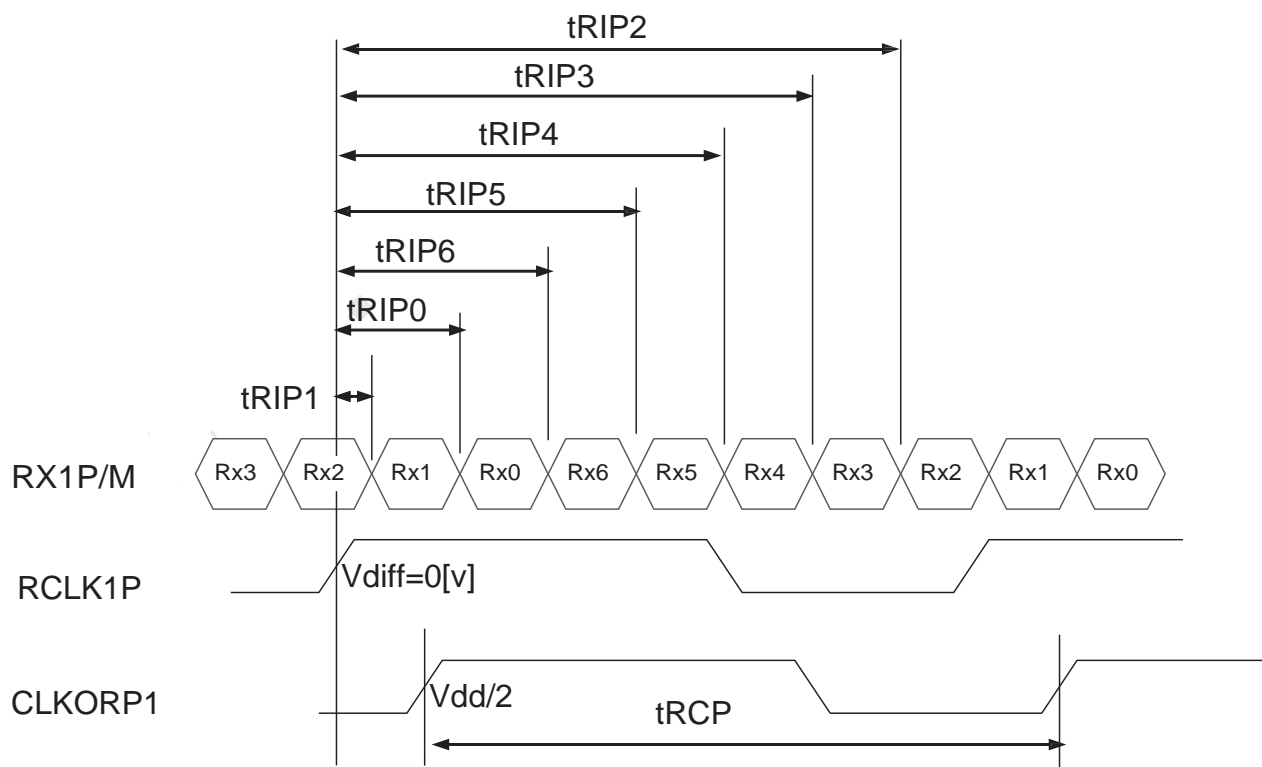 tRIP2
tRIP3
tRIP4
tRIP5
tRIP6
tRIP0
tRIP1
RX1P/M Rx3 Rx2 Rx1 Rx0 Rx6 Rx5 Rx4 Rx3 Rx2 Rx1 Rx0
RCLK1P Vdiff=0[v]
CLKORP1 Vdd/2
tRCP